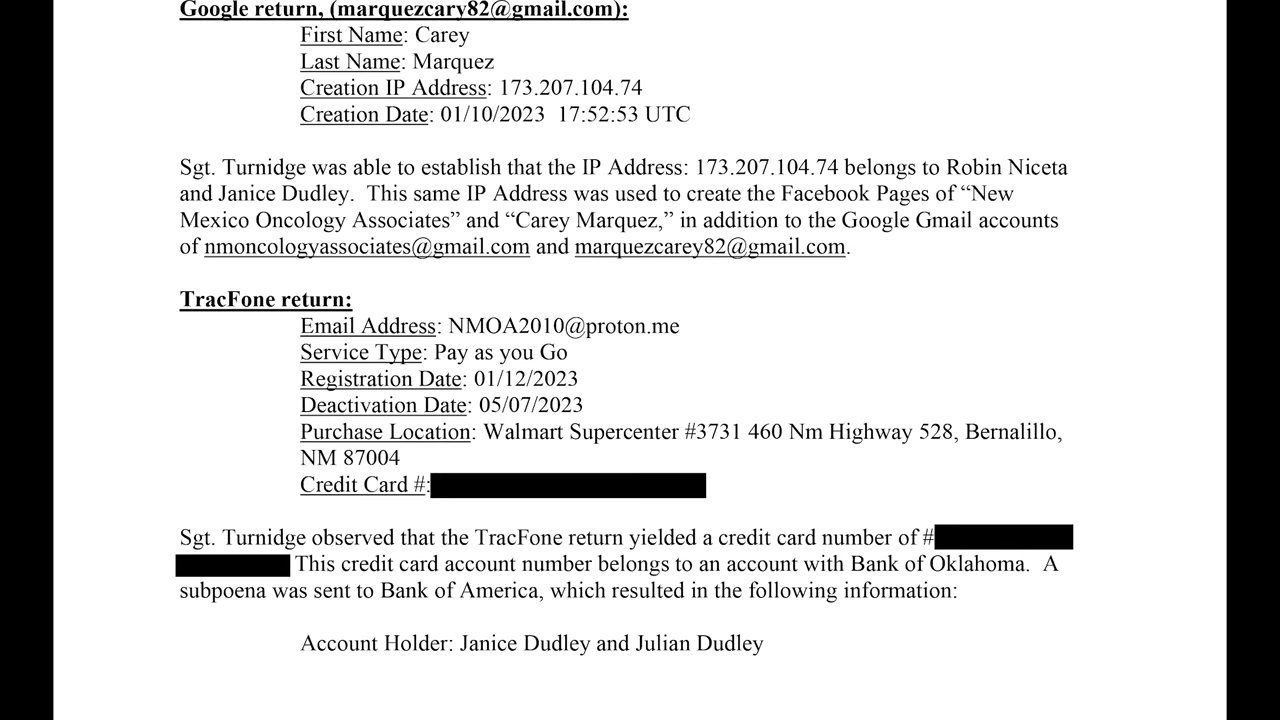 Google return, (marquezcary82@gmail.com):
First Name: Carey
Last Name: Marquez
Creation IP Address: 173.207.104.74
Creation Date: 01/10/2023  17:52:53 UTC
Sgt. Turnidge was able to establish that the IP Address: 173.207.104.74 belongs to Robin Niceta
and Janice Dudley.  This same IP Address was used to create the Facebook Pages of “New
Mexico Oncology Associates” and “Carey Marquez,” in addition to the Google Gmail accounts
of nmoncologyassociates@gmail.com and marquezcarey82@gmail.com.
TracFone return:
Email Address: NMOA2010@proton.me
Service Type: Pay as you Go
Registration Date: 01/12/2023
Deactivation Date: 05/07/2023
Purchase Location: Walmart Supercenter #3731 460 Nm Highway 528, Bernalillo,
NM 87004
Credit Card #:
Sgt. Turnidge observed that the TracFone return yielded a credit card number of #
This credit card account number belongs to an account with Bank of Oklahoma.  A
subpoena was sent to Bank of America, which resulted in the following information:
Account Holder: Janice Dudley and Julian Dudley